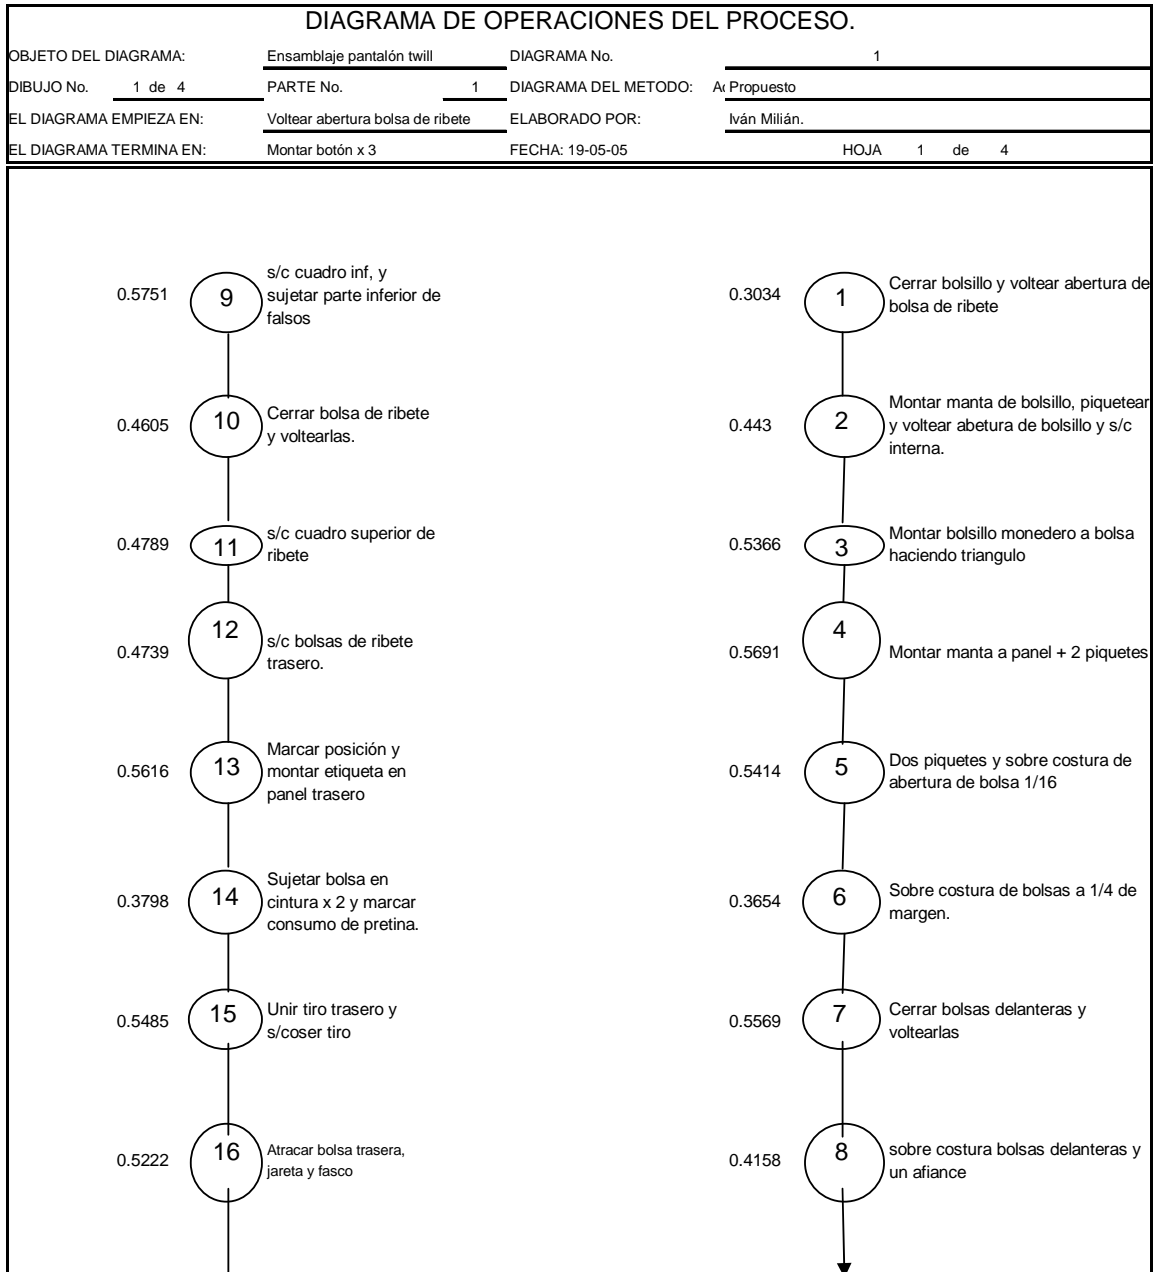 DIAGRAMA DE OPERACIONES DEL PROCESO.
OBJETO DEL DIAGRAMA: Ensamblaje pantalón twill DIAGRAMA No. 1
DIBUJO No. 1 de 4 PARTE No. 1 DIAGRAMA DEL METODO: Propuesto
EL DIAGRAMA EMPIEZA EN: Voltear abertura bolsa de ribete ELABORADO POR: Iván Milián.
EL DIAGRAMA TERMINA EN: Montar botón x 3 FECHA: 19-05-05 HOJA 1 de 4
0.5751
9
s/c cuadro inf, y
sujetar parte inferior de
falsos
0.4605
10
Cerrar bolsa de ribete
y voltearlas.
0.4789
11
s/c cuadro superior de
ribete
0.4739
12
s/c bolsas de ribete
trasero.
0.5616
13
Marcar posición y
montar etiqueta en
panel trasero
0.3798
14
Sujetar bolsa en
cintura x 2 y marcar
consumo de pretina.
0.5485
15
Unir tiro trasero y
s/coser tiro
0.5222
16
Atracar bolsa trasera,
jareta y fasco
0.3034
1
Cerrar bolsillo y voltear abertura de
bolsa de ribete
0.443
2
Montar manta de bolsillo, piquetear
y voltear abetura de bolsillo y s/c
interna.
0.5366
3
Montar bolsillo monedero a bolsa
haciendo triangulo
0.5691
4
Montar manta a panel + 2 piquetes
0.5414
5
Dos piquetes y sobre costura de
abertura de bolsa 1/16
0.3654
6
Sobre costura de bolsas a 1/4 de
margen.
0.5569
7
Cerrar bolsas delanteras y
voltearlas
0.4158
8
sobre costura bolsas delanteras y
un afiance